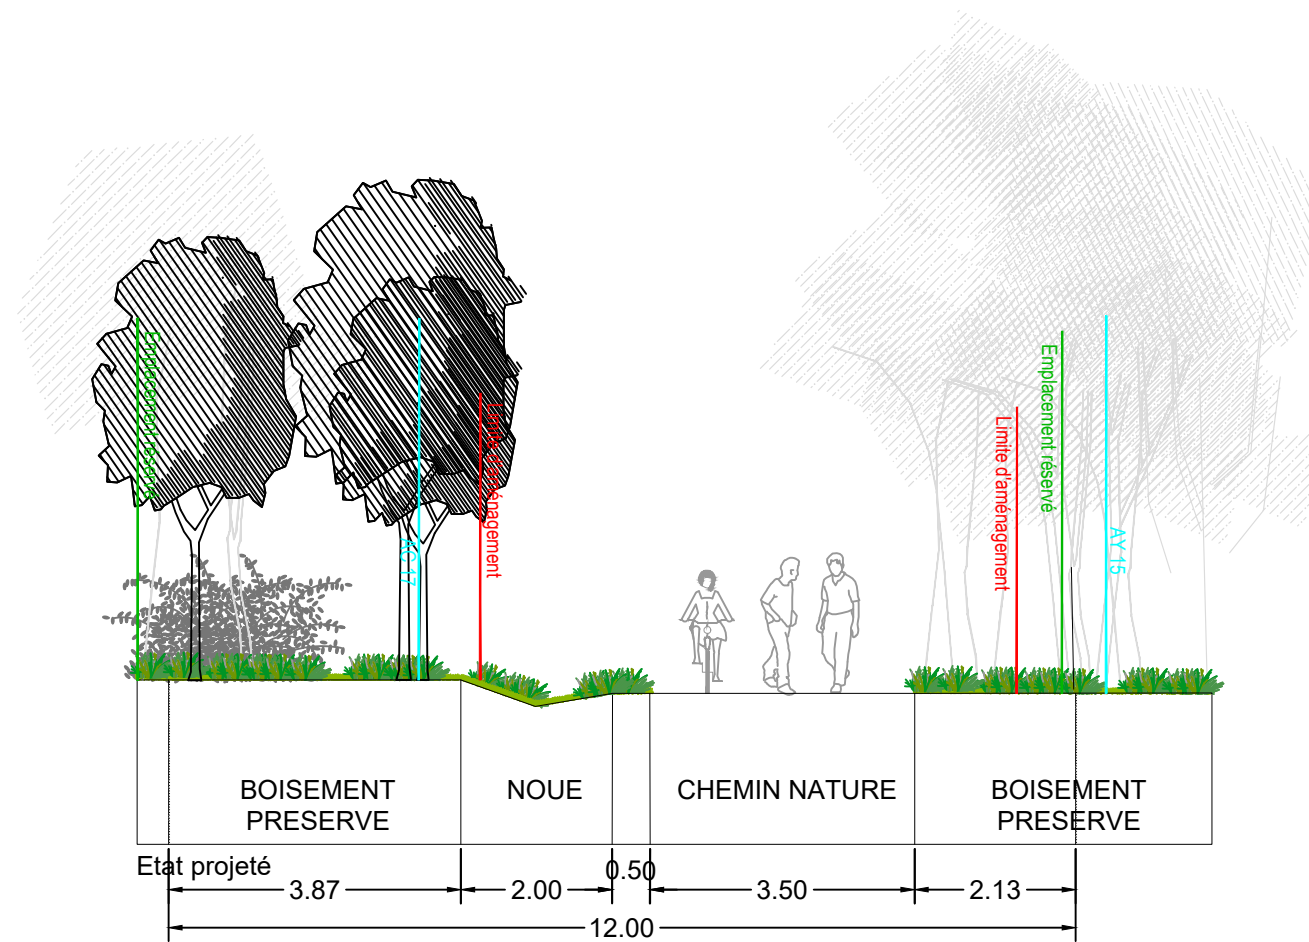 Emplacement réservé
AC 17
Limite d'aménagement
Limite d'aménagement
Emplacement réservé
AY 15
BOISEMENT
PRESERVE
NOUE
CHEMIN NATURE
BOISEMENT
PRESERVE
Etat projeté
3.87
2.00
0.50
3.50
2.13
12.00